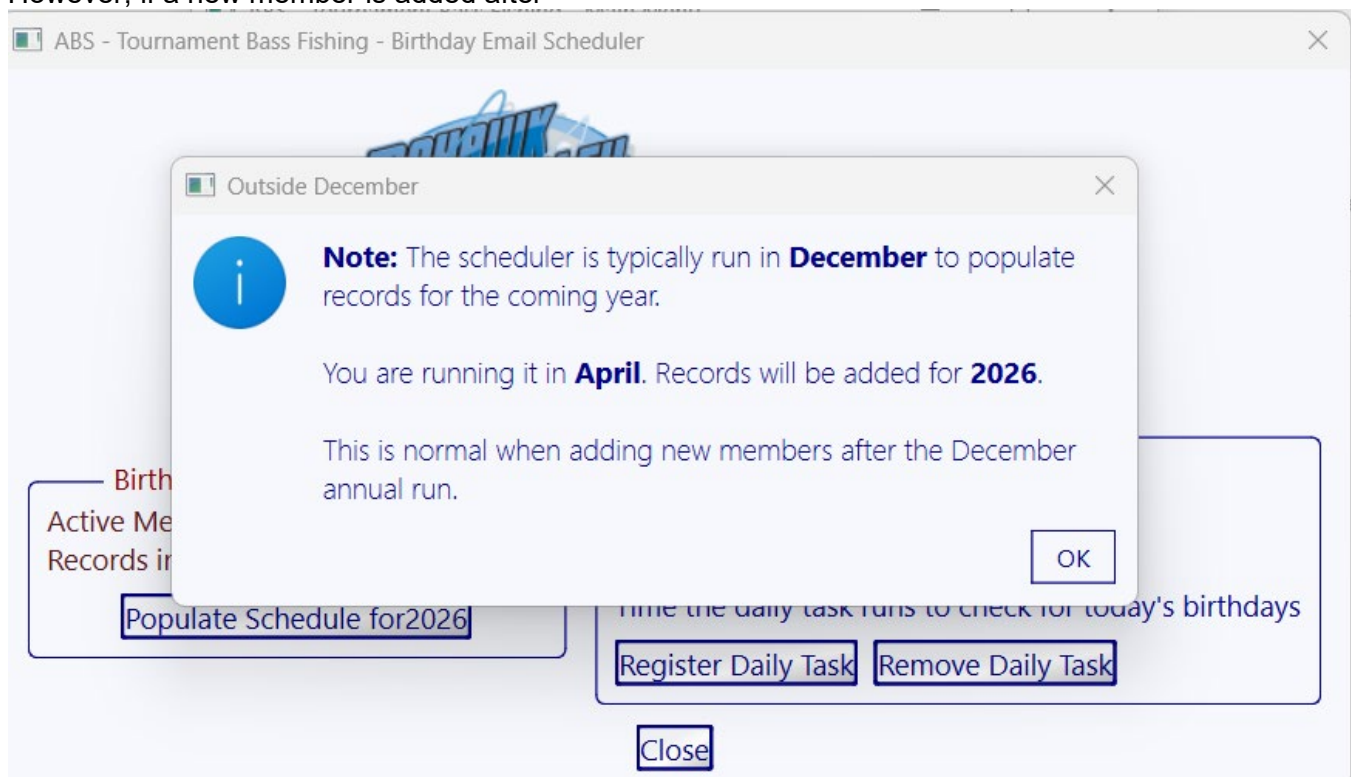 However, if a new member is added after
ABS - Tournament Bass Fishing - Birthday Email Scheduler
Outside December
Note: The scheduler is typically run in December to populate
records for the coming year.
You are running it in April. Records will be added for 2026.
This is normal when adding new members after the December
annual run.
OK
Birth
Active Me
Records in
Populate Schedule for2026
Time the daily task runs to check for today's birthdays
Register Daily Task
Remove Daily Task
Close